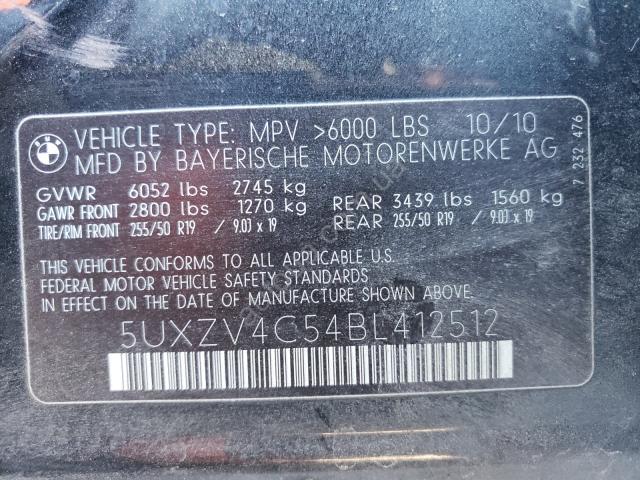 BMW
VEHICLE TYPE: MPV >6000 LBS 10/10
MFD BY BAYERISCHE MOTORENWERKE AG
7 232 476
GVWR 6052 lbs 2745 kg
GAWR FRONT 2800 lbs 1270 kg REAR 3439 lbs 1560 kg
TIRE/RIM FRONT 255/50 R19 / 9.0J x 19 REAR 255/50 R19 / 9.0J x 19
THIS VEHICLE CONFORMS TO ALL APPLICABLE U.S.
FEDERAL MOTOR VEHICLE SAFETY STANDARDS
IN EFFECT ON THE DATE OF MANUFACTURE SHOWN ABOVE.
5UXZV4C54BL412512